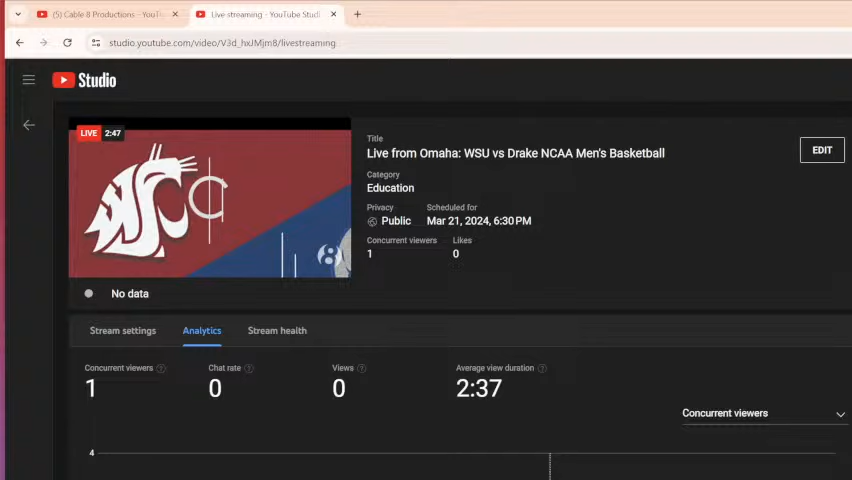 (5) Cable 8 Productions - YouTu
Live streaming - YouTube Studi
studio.youtube.com/video/V3d_hxJMjm8/livestreaming
Studio
LIVE 2:47
WSU
8
No data
Title
Live from Omaha: WSU vs Drake NCAA Men's Basketball
EDIT
Category
Education
Privacy Scheduled for
Public Mar 21, 2024, 6:30 PM
Concurrent viewers Likes
1 0
Stream settings Analytics Stream health
Concurrent viewers Chat rate Views Average view duration
1 0 0 2:37
Concurrent viewers
4